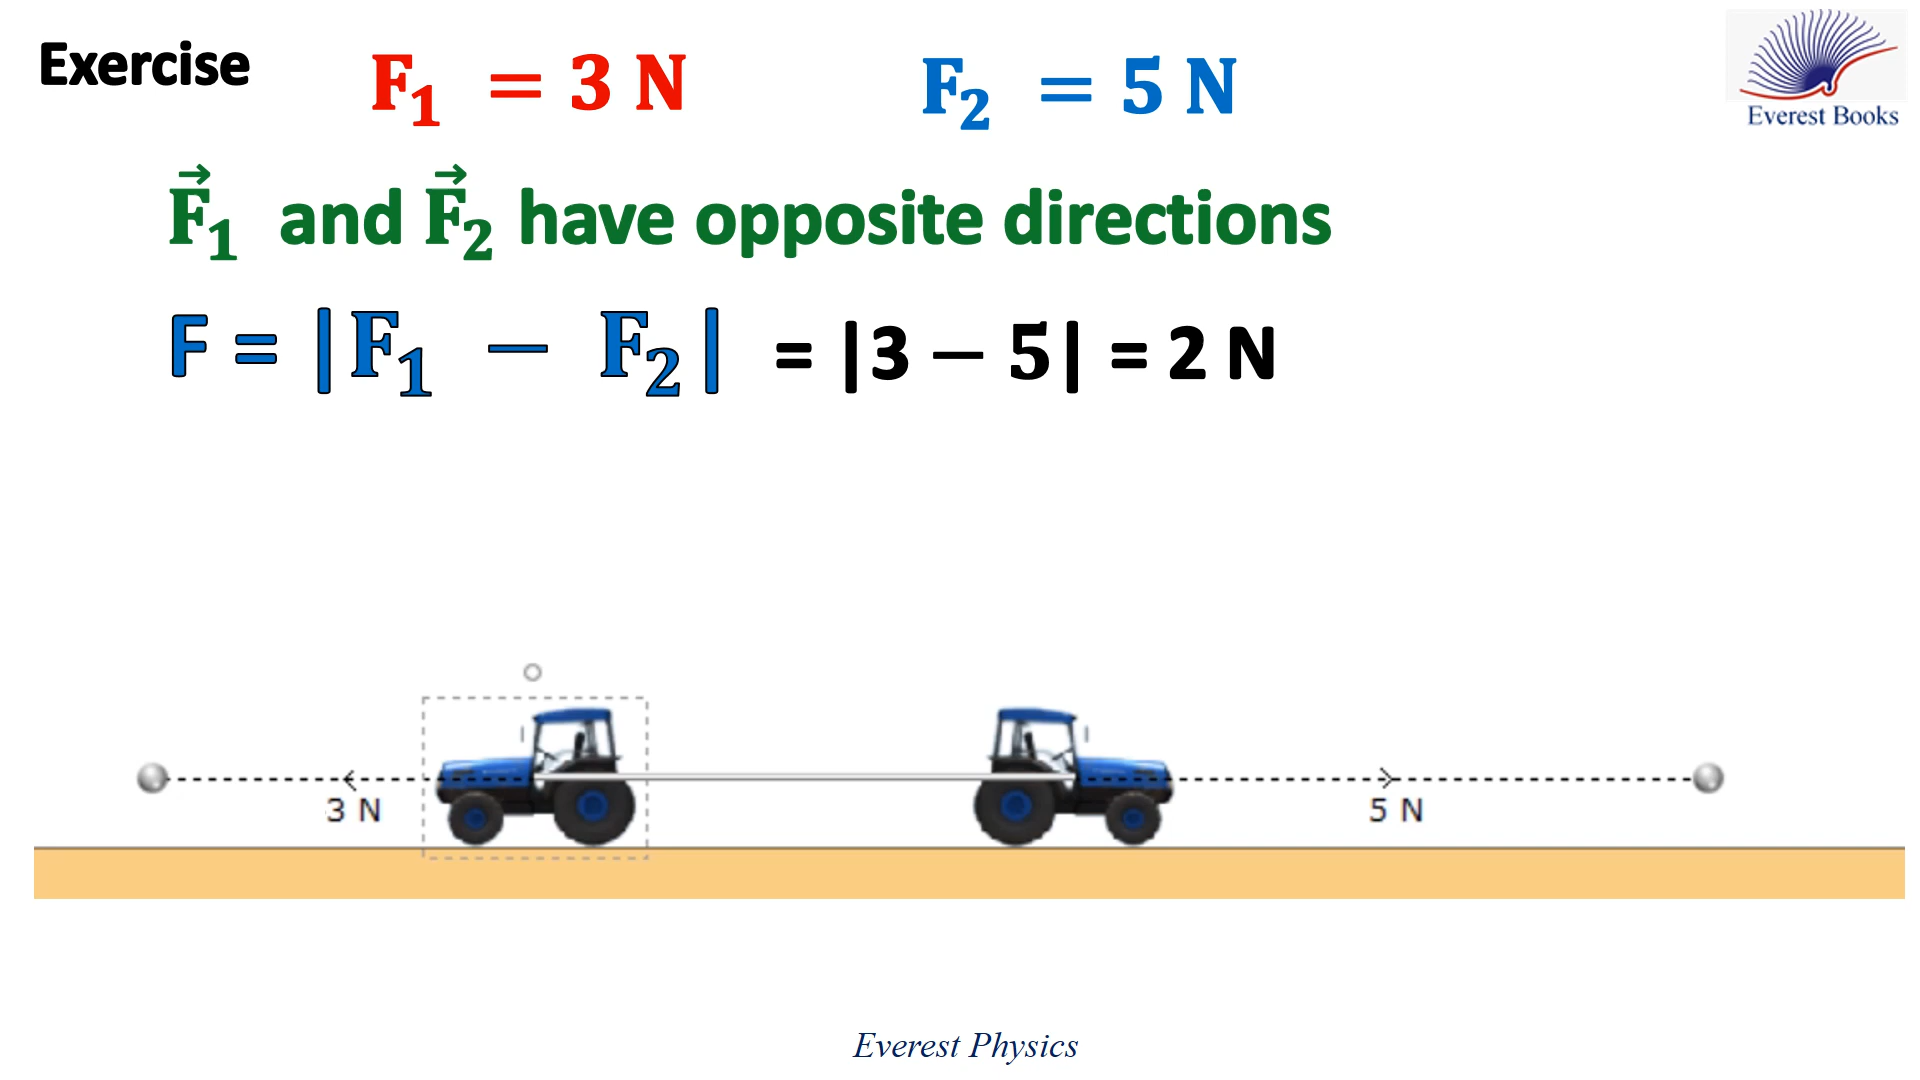 Exercise
F₁ = 3 N
F₂ = 5 N
Everest Books
F⃗₁ and F⃗₂ have opposite directions
F = |F₁ − F₂| = |3 − 5| = 2 N
3 N
5 N
Everest Physics